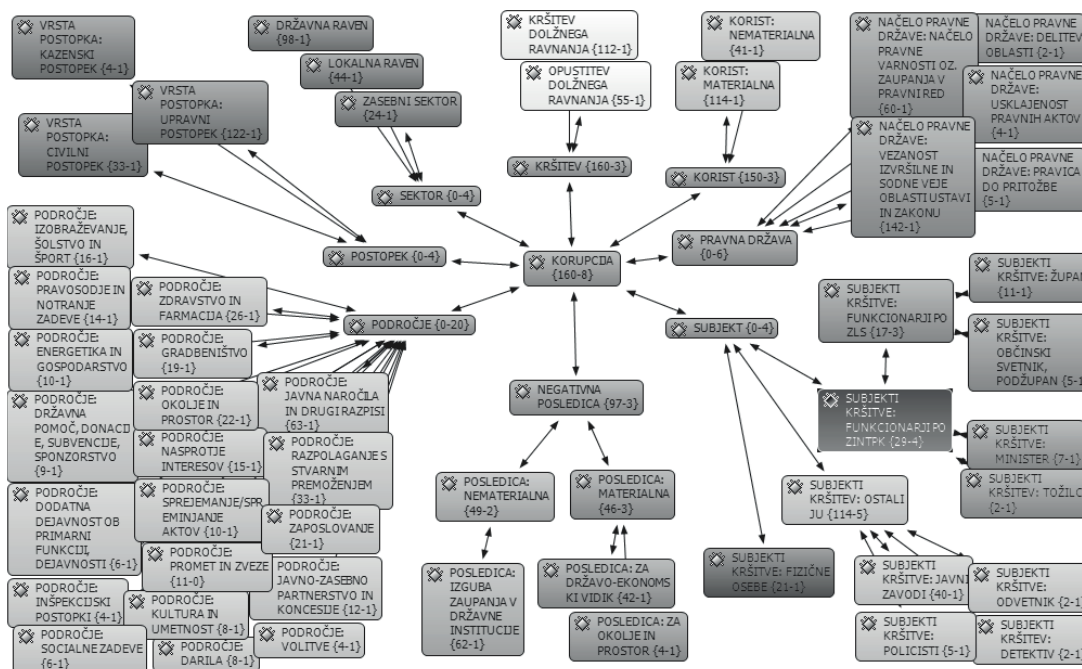 VRSTA
POSTOPKA:
KAZENSKI
POSTOPEK {4-1}
VRSTA
POSTOPKA:
UPRAVNI
POSTOPEK {122-1}
VRSTA
POSTOPKA:
CIVILNI
POSTOPEK {33-1}
DRŽAVNA RAVEN
{98-1}
LOKALNA RAVEN
{44-1}
ZASEBNI SEKTOR
{24-1}
KRŠITEV
DOLŽNEGA
RAVNANJA {112-1}
OPUSTITEV
DOLŽNEGA
RAVNANJA {55-1}
KORIST:
NEMATERIALNA
{41-1}
KORIST:
MATERIALNA
{114-1}
NAČELO PRAVNE
DRŽAVE: NAČELO
PRAVNE
VARNOSTI OZ.
ZAUPANJA V
PRAVNI RED
{60-1}
NAČELO PRAVNE
DRŽAVE: DELITEV
OBLASTI {2-1}
NAČELO PRAVNE
DRŽAVE:
USKLAJENOST
PRAVNIH AKTOV
{4-1}
NAČELO PRAVNE
DRŽAVE:
VEZANOST
IZVRŠILNE IN
SODNE VEJE
OBLASTI USTAVI
IN ZAKONU
{142-1}
NAČELO PRAVNE
DRŽAVE: PRAVICA
DO PRITOŽBE
{5-1}
SEKTOR {0-4}
KRŠITEV {160-3}
KORIST {150-3}
POSTOPEK {0-4}
KORUPCIJA
{160-8}
PRAVNA DRŽAVA
{0-6}
PODROČJE {0-20}
SUBJEKT {0-4}
NEGATIVNA
POSLEDICA {97-3}
PODROČJE:
IZOBRAŽEVANJE,
ŠOLSTVO IN
ŠPORT {16-1}
PODROČJE:
PRAVOSODJE IN
NOTRANJE
ZADEVE {14-1}
PODROČJE:
ZDRAVSTVO IN
FARMACIJA {26-1}
PODROČJE:
ENERGETIKA IN
GOSPODARSTVO
{10-1}
PODROČJE:
GRADBENIŠTVO
{19-1}
PODROČJE:
DRŽAVNA
POMOČ, DONACIJ
E, SUBVENCIJE,
SPONZORSTVO
{9-1}
PODROČJE:
OKOLJE IN
PROSTOR {22-1}
PODROČJE:
JAVNA NAROČILA
IN DRUGI RAZPISI
{63-1}
PODROČJE:
NASPROTJE
INTERESOV {15-1}
PODROČJE:
RAZPOLAGANJE S
STVARNIM
PREMOŽENJEM
{33-1}
PODROČJE:
DODATNA
DEJAVNOST OB
PRIMARNI
FUNKCIJI,
DEJAVNOSTI {6-1}
PODROČJE:
SPREJEMANJE/SPR
EMINJANJE
AKTOV {10-1}
PODROČJE:
ZAPOSLOVANJE
{21-1}
PODROČJE:
PROMET IN ZVEZE
{11-0}
PODROČJE:
JAVNO-ZASEBNO
PARTNERSTVO IN
KONCESIJE {12-1}
PODROČJE:
INŠPEKCIJSKI
POSTOPKI {4-1}
PODROČJE:
KULTURA IN
UMETNOST {8-1}
PODROČJE:
SOCIALNE ZADEVE
{6-1}
PODROČJE:
DARILA {8-1}
PODROČJE:
VOLITVE {4-1}
POSLEDICA:
NEMATERIALNA
{49-2}
POSLEDICA:
MATERIALNA
{46-3}
POSLEDICA:
IZGUBA
ZAUPANJA V
DRŽAVNE
INSTITUCIJE
{62-1}
POSLEDICA: ZA
DRŽAVO-EKONOMS
KI VIDIK {42-1}
POSLEDICA: ZA
OKOLJE IN
PROSTOR {4-1}
SUBJEKTI
KRŠITVE:
FUNKCIONARJI PO
ZLS {17-3}
SUBJEKTI
KRŠITVE: ŽUPAN
{11-1}
SUBJEKTI
KRŠITVE:
OBČINSKI
SVETNIK,
PODŽUPAN {5-1
SUBJEKTI
KRŠITVE:
FUNKCIONARJI PO
ZINTPK {29-4}
SUBJEKTI
KRŠITVE:
MINISTER {7-1}
SUBJEKTI
KRŠITVE: TOŽILC
{2-1}
SUBJEKTI
KRŠITEV: OSTALI
JU {114-5}
SUBJEKTI
KRŠITVE: FIZIČNE
OSEBE {21-1}
SUBJEKTI
KRŠITVE: JAVNI
ZAVODI {40-1}
SUBJEKTI
KRŠITEV:
ODVETNIK {2-1}
SUBJEKTI
KRŠITVE:
POLICISTI {5-1}
SUBJEKTI
KRŠITEV:
DETEKTIV {2-1}